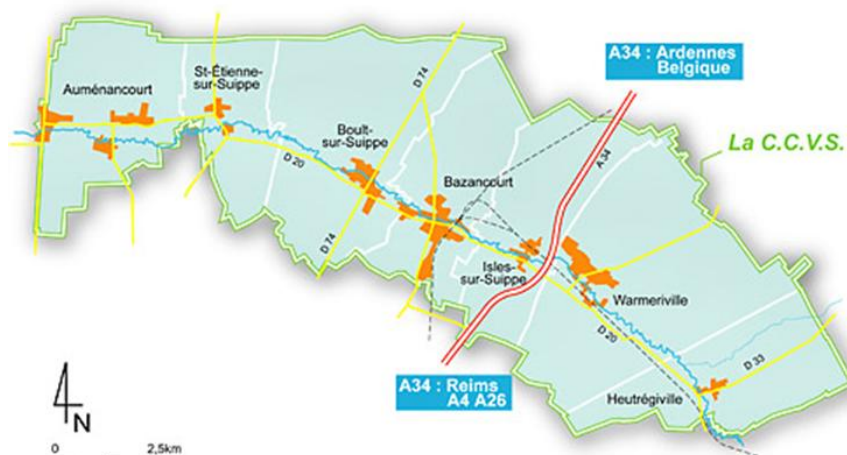 A34 : Ardennes
Belgique
St-Étienne-
sur-Suippe
Auménancourt
D 74
Boult-
sur-Suippe
A34
La C.C.V.S.
D 20
Bazancourt
D 74
Isles-
sur-Suippe
Warmeriville
D 20
D 33
A34 : Reims
A4 A26
Heutrégiville
N
0 2,5km